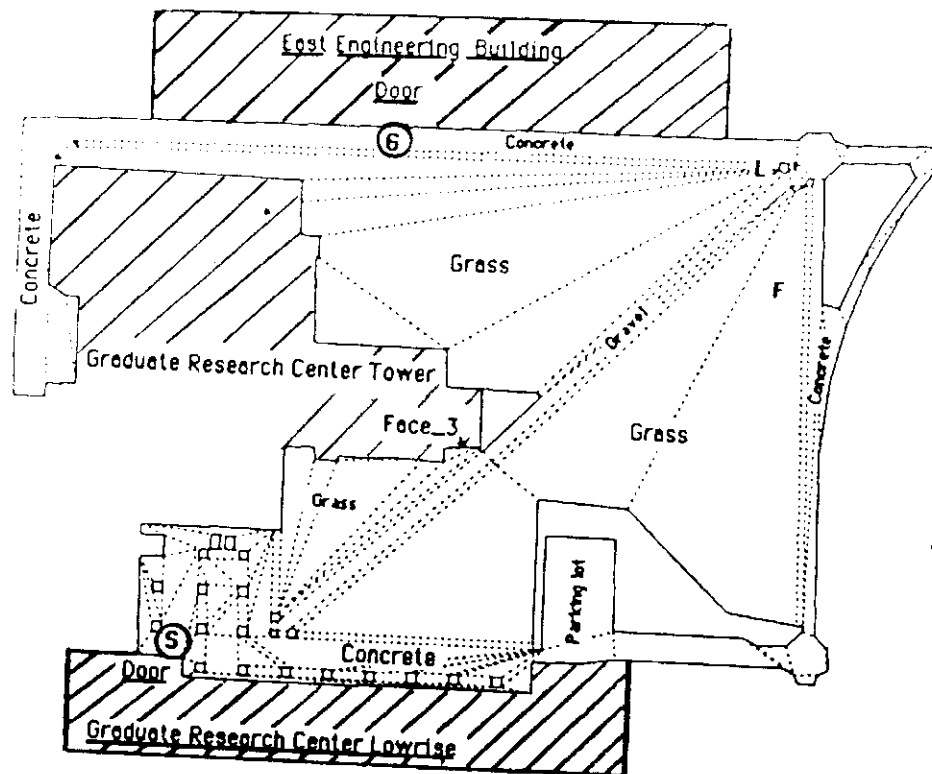 East Engineering Building
Door
G
Concrete
L
Grass
F
Concrete
Gravel
Concrete
Graduate Research Center Tower
Face_3
Grass
Grass
Parking lot
S
Concrete
Door
Graduate Research Center Lowrise